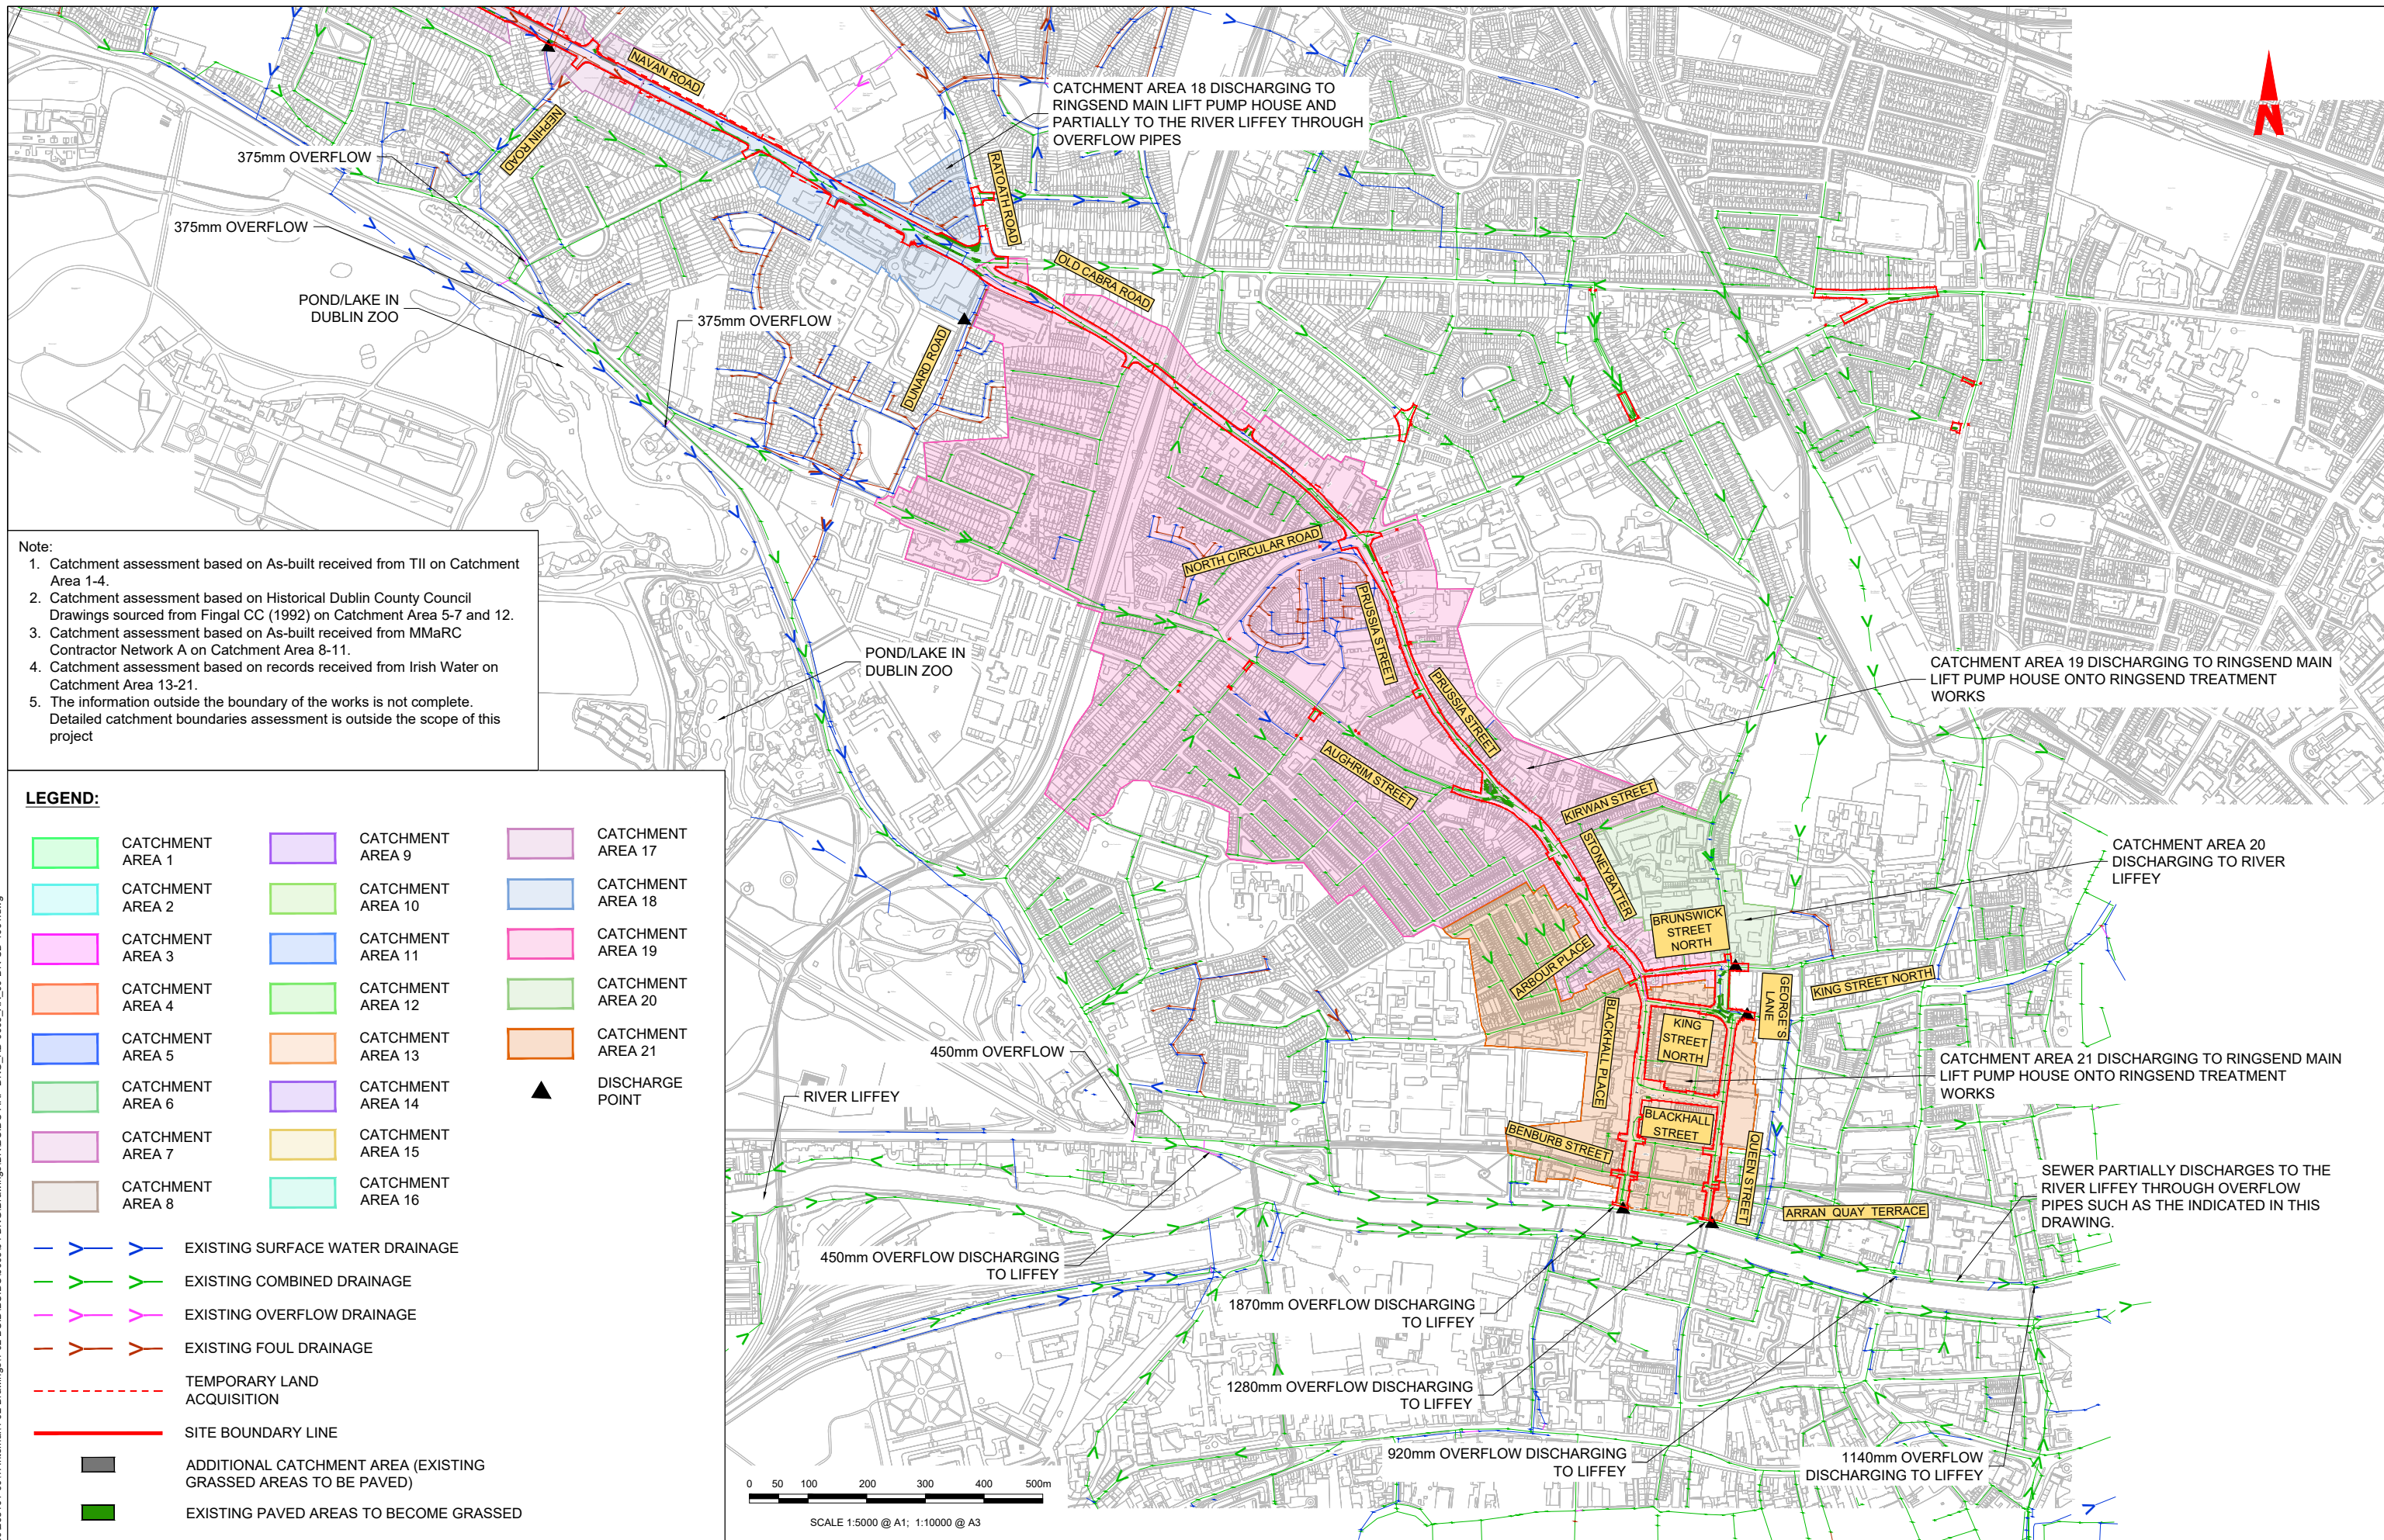 NAVAN ROAD
NEPHIN ROAD
375mm OVERFLOW
375mm OVERFLOW
POND/LAKE IN
DUBLIN ZOO
375mm OVERFLOW
CATCHMENT AREA 18 DISCHARGING TO
RINGSEND MAIN LIFT PUMP HOUSE AND
PARTIALLY TO THE RIVER LIFFEY THROUGH
OVERFLOW PIPES
RATOATH ROAD
OLD CABRA ROAD
DUNARD ROAD
N
NORTH CIRCULAR ROAD
PRUSSIA STREET
PRUSSIA STREET
POND/LAKE IN
DUBLIN ZOO
AUGHRIM STREET
CATCHMENT AREA 19 DISCHARGING TO RINGSEND MAIN
LIFT PUMP HOUSE ONTO RINGSEND TREATMENT
WORKS
KIRWAN STREET
STONEYBATTER
CATCHMENT AREA 20
DISCHARGING TO RIVER
LIFFEY
BRUNSWICK
STREET
NORTH
ARBOUR PLACE
GEORGE'S
LANE
KING STREET NORTH
BLACKHALL PLACE
KING
STREET
NORTH
CATCHMENT AREA 21 DISCHARGING TO RINGSEND MAIN
LIFT PUMP HOUSE ONTO RINGSEND TREATMENT
WORKS
450mm OVERFLOW
RIVER LIFFEY
BLACKHALL
STREET
BENBURB STREET
QUEEN STREET
SEWER PARTIALLY DISCHARGES TO THE
RIVER LIFFEY THROUGH OVERFLOW
PIPES SUCH AS THE INDICATED IN THIS
DRAWING.
ARRAN QUAY TERRACE
450mm OVERFLOW DISCHARGING
TO LIFFEY
1870mm OVERFLOW DISCHARGING
TO LIFFEY
1280mm OVERFLOW DISCHARGING
TO LIFFEY
920mm OVERFLOW DISCHARGING
TO LIFFEY
1140mm OVERFLOW
DISCHARGING TO LIFFEY
Note:
1. Catchment assessment based on As-built received from TII on Catchment
Area 1-4.
2. Catchment assessment based on Historical Dublin County Council
Drawings sourced from Fingal CC (1992) on Catchment Area 5-7 and 12.
3. Catchment assessment based on As-built received from MMaRC
Contractor Network A on Catchment Area 8-11.
4. Catchment assessment based on records received from Irish Water on
Catchment Area 13-21.
5. The information outside the boundary of the works is not complete.
Detailed catchment boundaries assessment is outside the scope of this
project
LEGEND:
CATCHMENT
AREA 1
CATCHMENT
AREA 2
CATCHMENT
AREA 3
CATCHMENT
AREA 4
CATCHMENT
AREA 5
CATCHMENT
AREA 6
CATCHMENT
AREA 7
CATCHMENT
AREA 8
CATCHMENT
AREA 9
CATCHMENT
AREA 10
CATCHMENT
AREA 11
CATCHMENT
AREA 12
CATCHMENT
AREA 13
CATCHMENT
AREA 14
CATCHMENT
AREA 15
CATCHMENT
AREA 16
CATCHMENT
AREA 17
CATCHMENT
AREA 18
CATCHMENT
AREA 19
CATCHMENT
AREA 20
CATCHMENT
AREA 21
DISCHARGE
POINT
EXISTING SURFACE WATER DRAINAGE
EXISTING COMBINED DRAINAGE
EXISTING OVERFLOW DRAINAGE
EXISTING FOUL DRAINAGE
TEMPORARY LAND
ACQUISITION
SITE BOUNDARY LINE
ADDITIONAL CATCHMENT AREA (EXISTING
GRASSED AREAS TO BE PAVED)
EXISTING PAVED AREAS TO BECOME GRASSED
0 50 100 200 300 400 500m
SCALE 1:5000 @ A1; 1:10000 @ A3